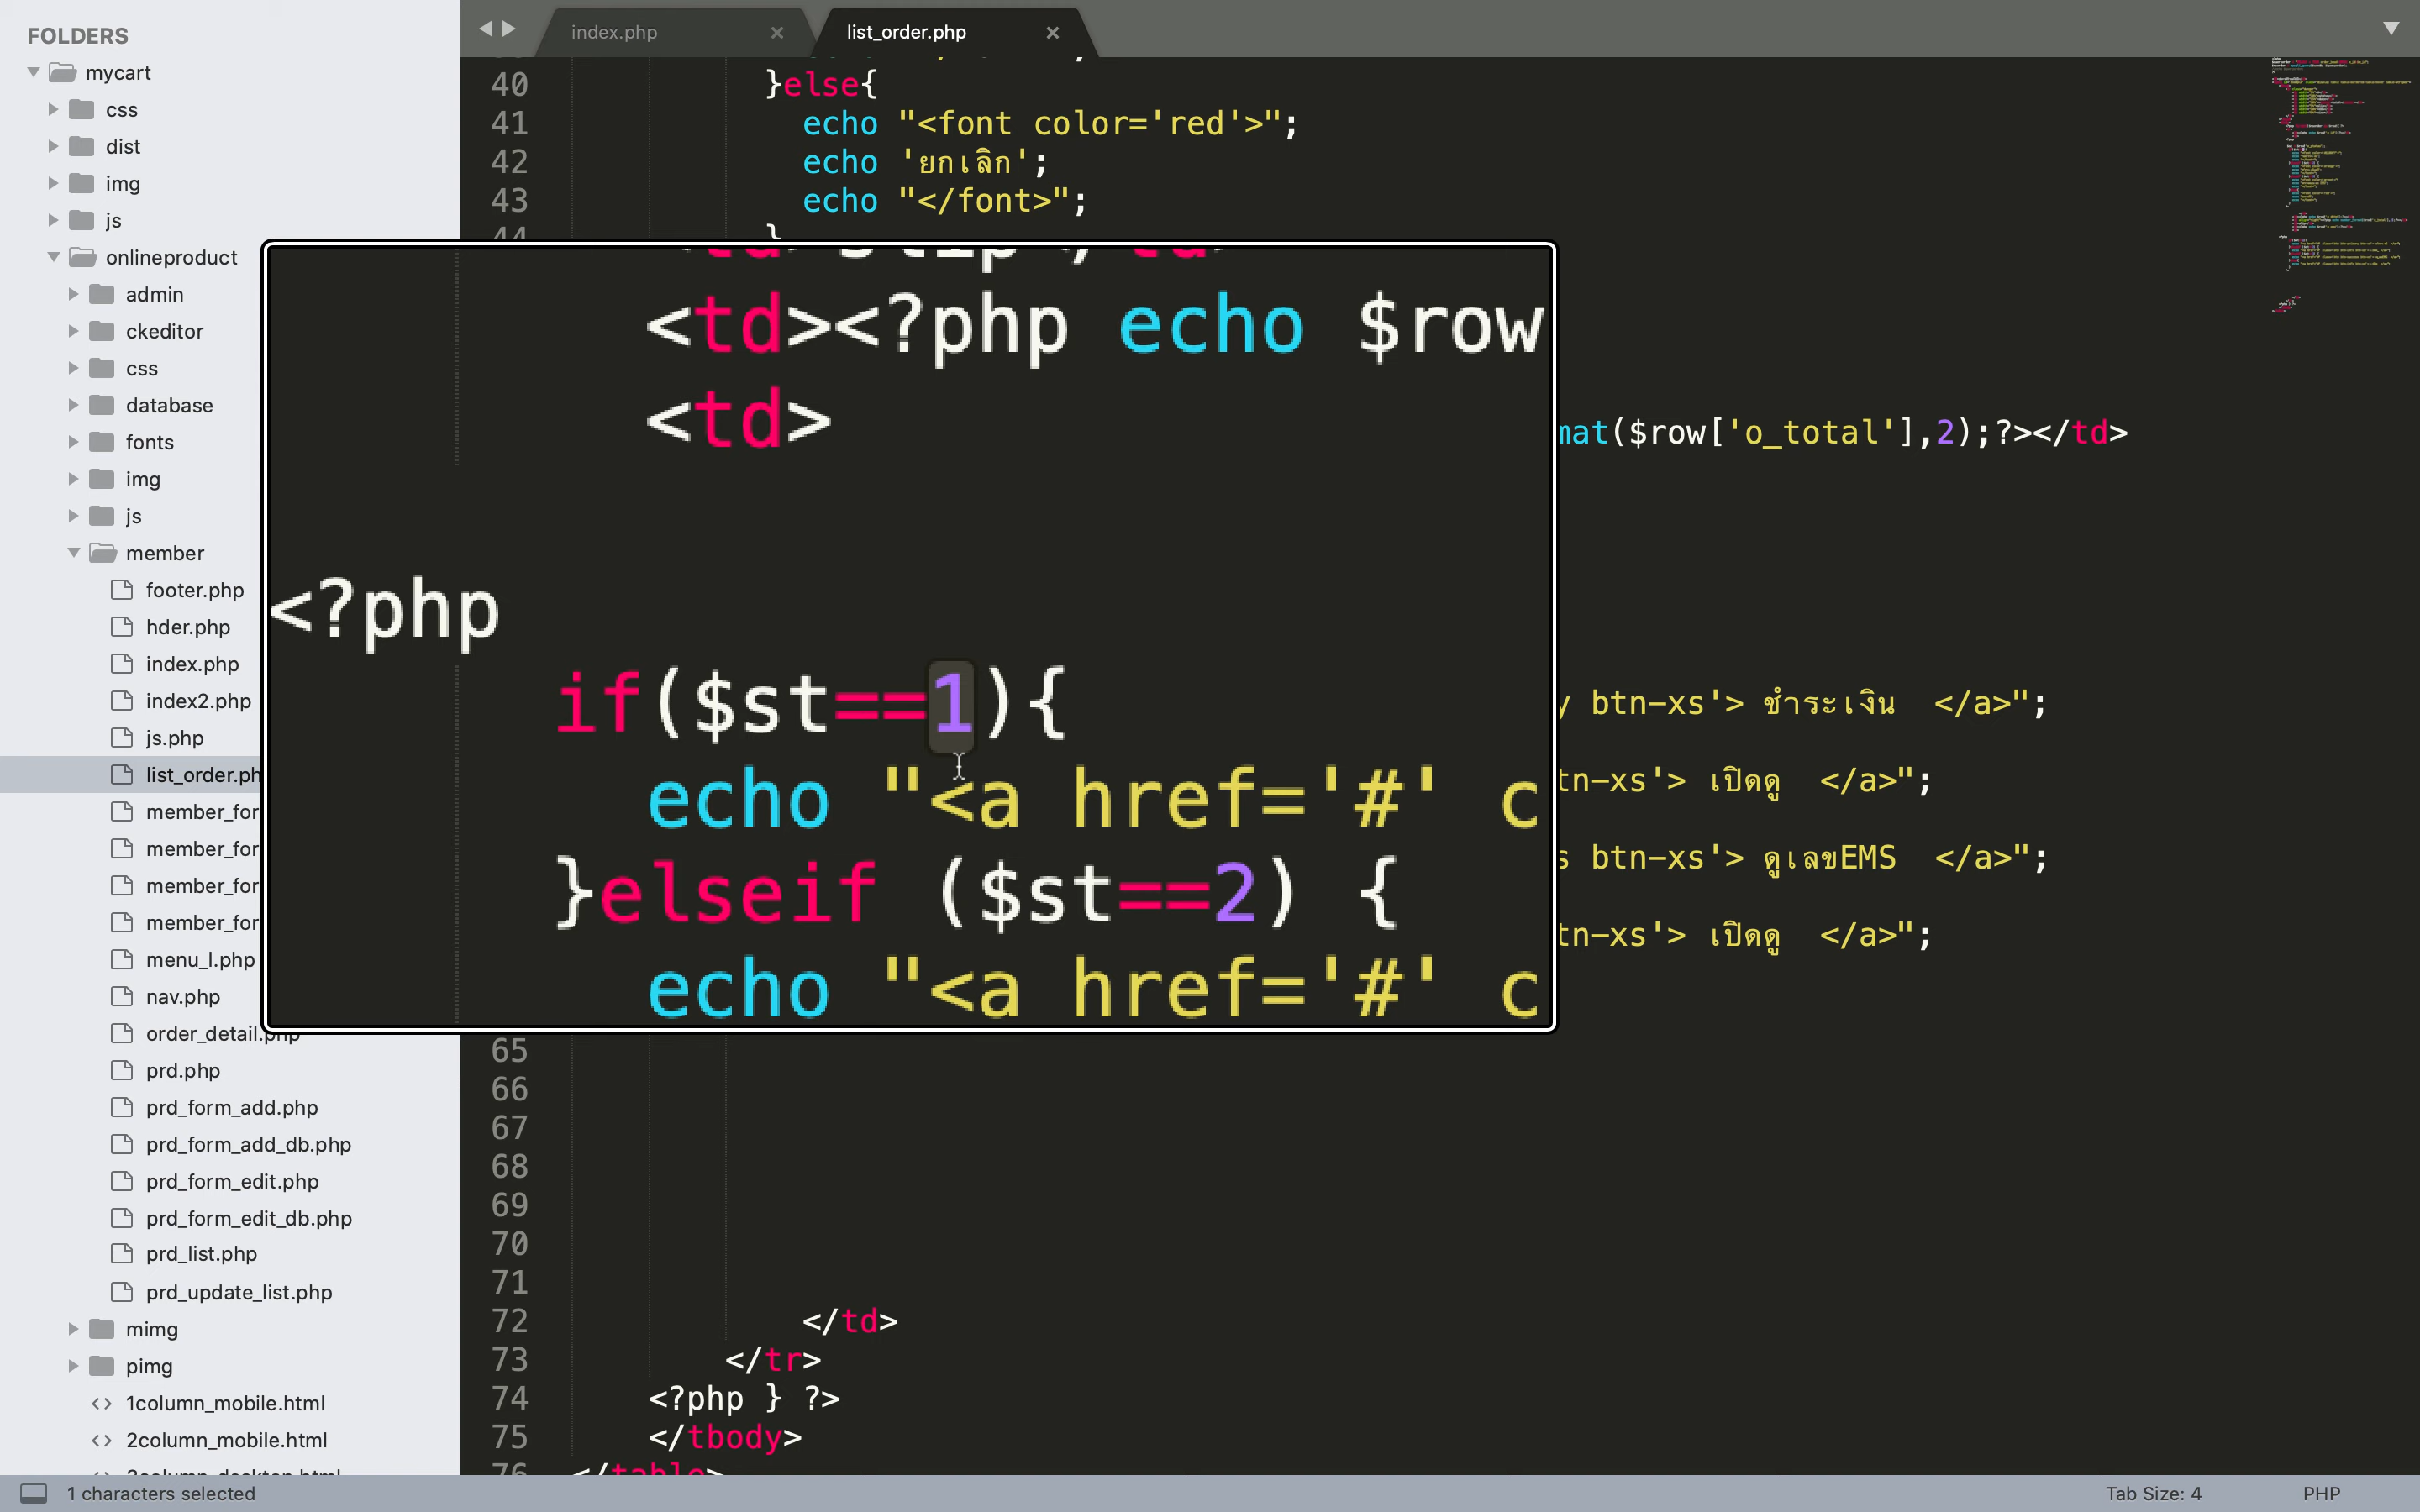 FOLDERS
mycart
css
dist
img
js
onlineproduct
admin
ckeditor
css
database
fonts
img
js
member
footer.php
hder.php
index.php
index2.php
js.php
list_order.ph
member_for
member_for
member_for
member_for
menu_l.php
nav.php
order_detail.php
prd.php
prd_form_add.php
prd_form_add_db.php
prd_form_edit.php
prd_form_edit_db.php
prd_list.php
prd_update_list.php
mimg
pimg
1column_mobile.html
2column_mobile.html
index.php
list_order.php
40 }else{
41 echo "<font color='red'>";
42 echo 'ยกเลิก';
43 echo "</font>";
44 }
<td><?php echo $row
<td>
<?php
if($st==1){
echo "<a href='#' c
}elseif ($st==2) {
echo "<a href='#' c
mat($row['o_total'],2);?></td>
btn-xs'> ชำระเงิน </a>";
tn-xs'> เปิดดู </a>";
s btn-xs'> ดูเลขEMS </a>";
tn-xs'> เปิดดู </a>";
65
66
67
68
69
70
71
72 </td>
73 </tr>
74 <?php } ?>
75 </tbody>
76 </table>
1 characters selected
Tab Size: 4
PHP